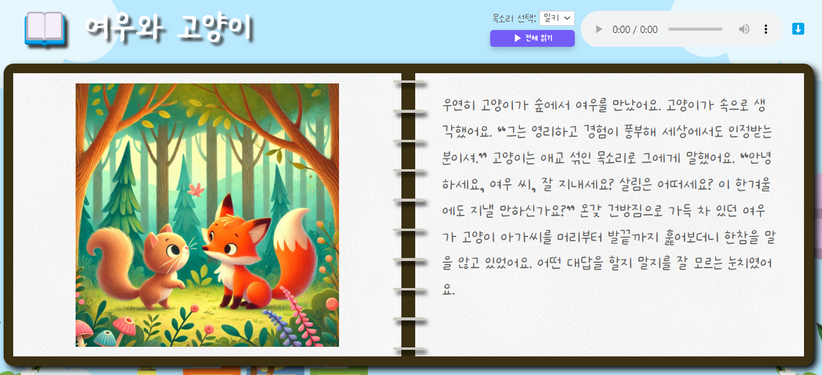 여우와 고양이
목소리 선택: 밀키
▶ 전체 읽기
0:00 / 0:00
우연히 고양이가 숲에서 여우를 만났어요. 고양이가 속으로 생
각했어요. “그는 영리하고 경험이 풍부해 세상에서도 인정받는
분이셔.” 고양이는 애교 섞인 목소리로 그에게 말했어요. “안녕
하세요, 여우 씨, 잘 지내세요? 살림은 어떠세요? 이 한겨울
에도 지낼 만하신가요?” 온갖 건방짐으로 가득 차 있던 여우
가 고양이 아가씨를 머리부터 발끝까지 훑어보더니 한참을 말
을 않고 있었어요. 어떤 대답을 할지 말지를 잘 모르는 눈치였어
요.